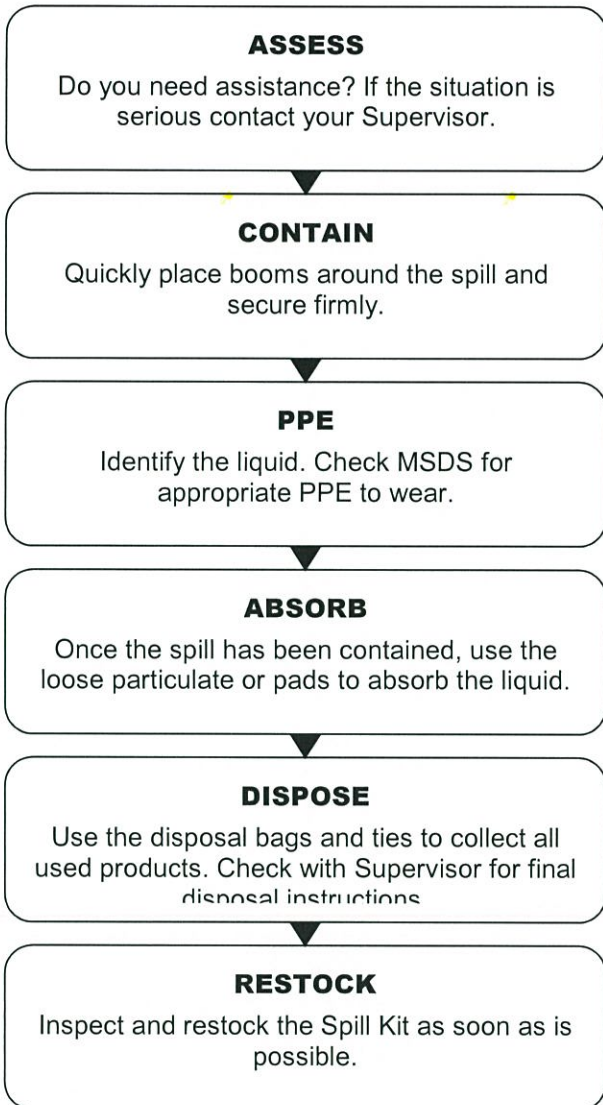 ASSESS
Do you need assistance? If the situation is
serious contact your Supervisor.
CONTAIN
Quickly place booms around the spill and
secure firmly.
PPE
Identify the liquid. Check MSDS for
appropriate PPE to wear.
ABSORB
Once the spill has been contained, use the
loose particulate or pads to absorb the liquid.
DISPOSE
Use the disposal bags and ties to collect all
used products. Check with Supervisor for final
disposal instructions
RESTOCK
Inspect and restock the Spill Kit as soon as is
possible.